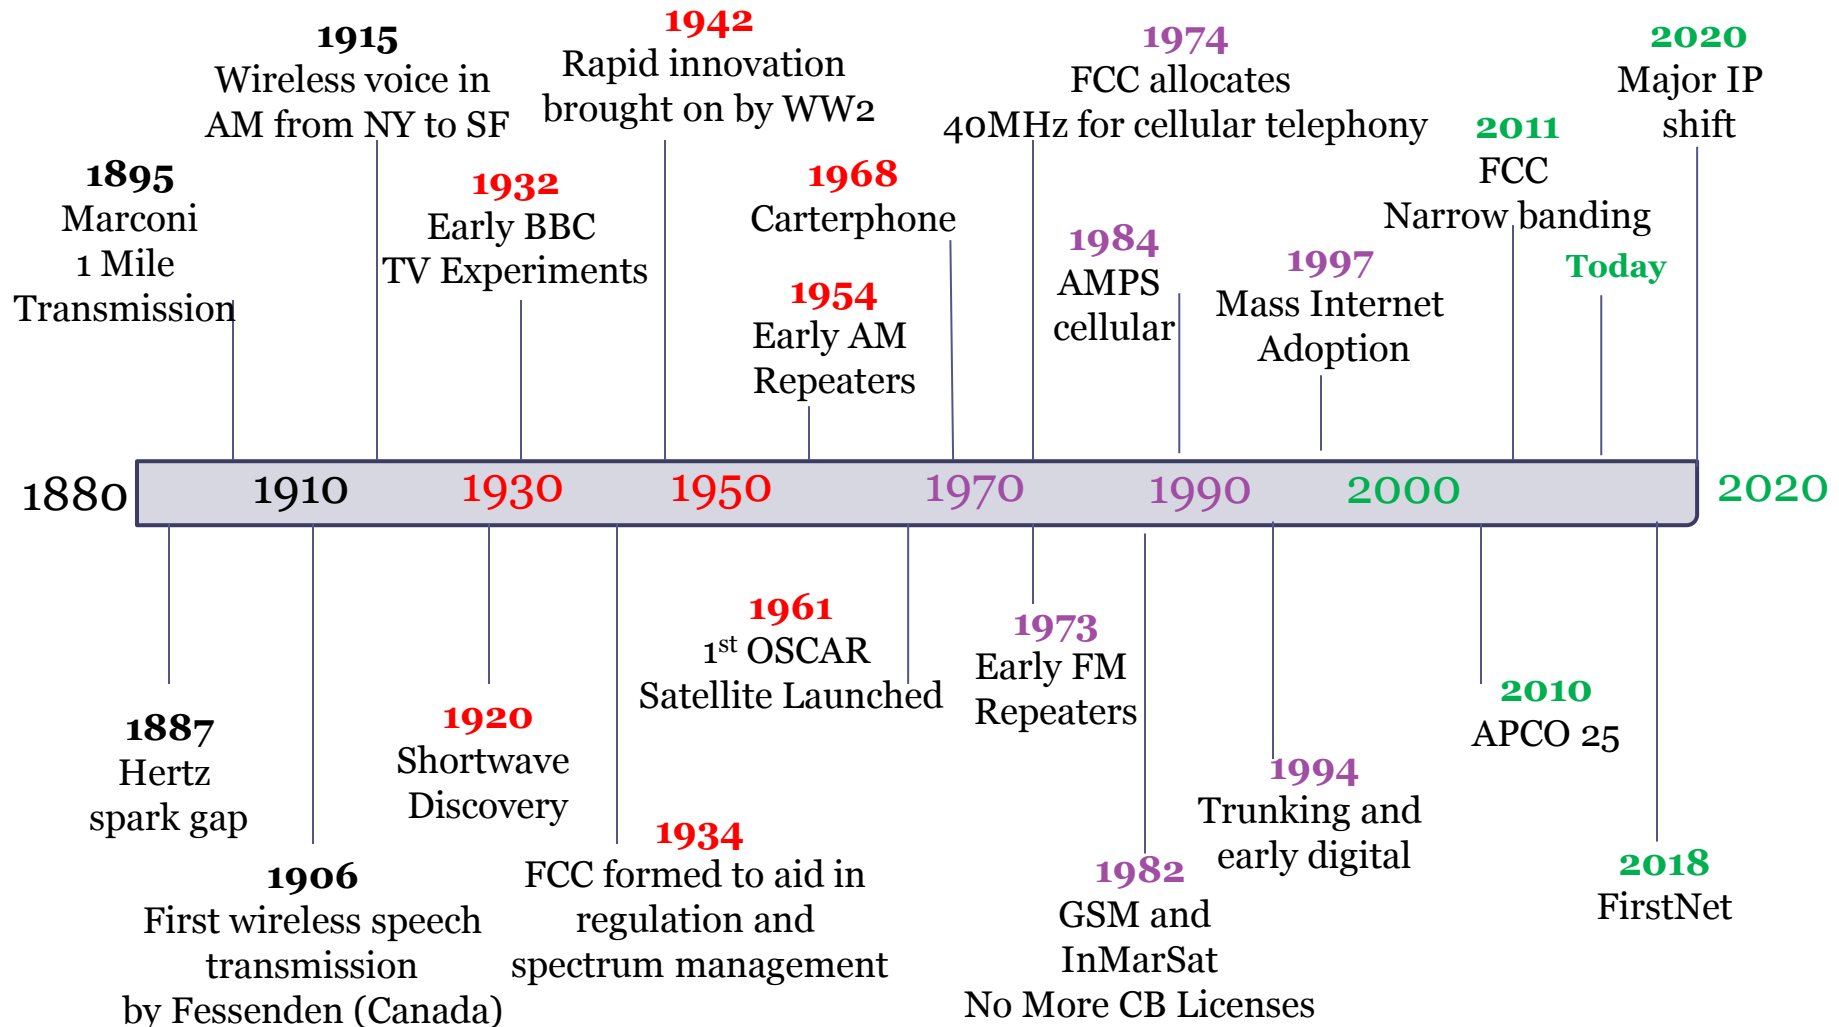 1915
Wireless voice in
AM from NY to SF
1942
Rapid innovation
brought on by WW2
1974
FCC allocates
40MHz for cellular telephony
2020
Major IP
shift
1895
Marconi
1 Mile
Transmission
1932
Early BBC
TV Experiments
1968
Carterphone
1954
Early AM
Repeaters
1984
AMPS
cellular
1997
Mass Internet
Adoption
2011
FCC
Narrow banding
Today
1880 1910 1930 1950 1970 1990 2000 2020
1887
Hertz
spark gap
1906
First wireless speech
transmission
by Fessenden (Canada)
1920
Shortwave
Discovery
1934
FCC formed to aid in
regulation and
spectrum management
1961
1st OSCAR
Satellite Launched
1973
Early FM
Repeaters
1982
GSM and
InMarSat
No More CB Licenses
1994
Trunking and
early digital
2010
APCO 25
2018
FirstNet